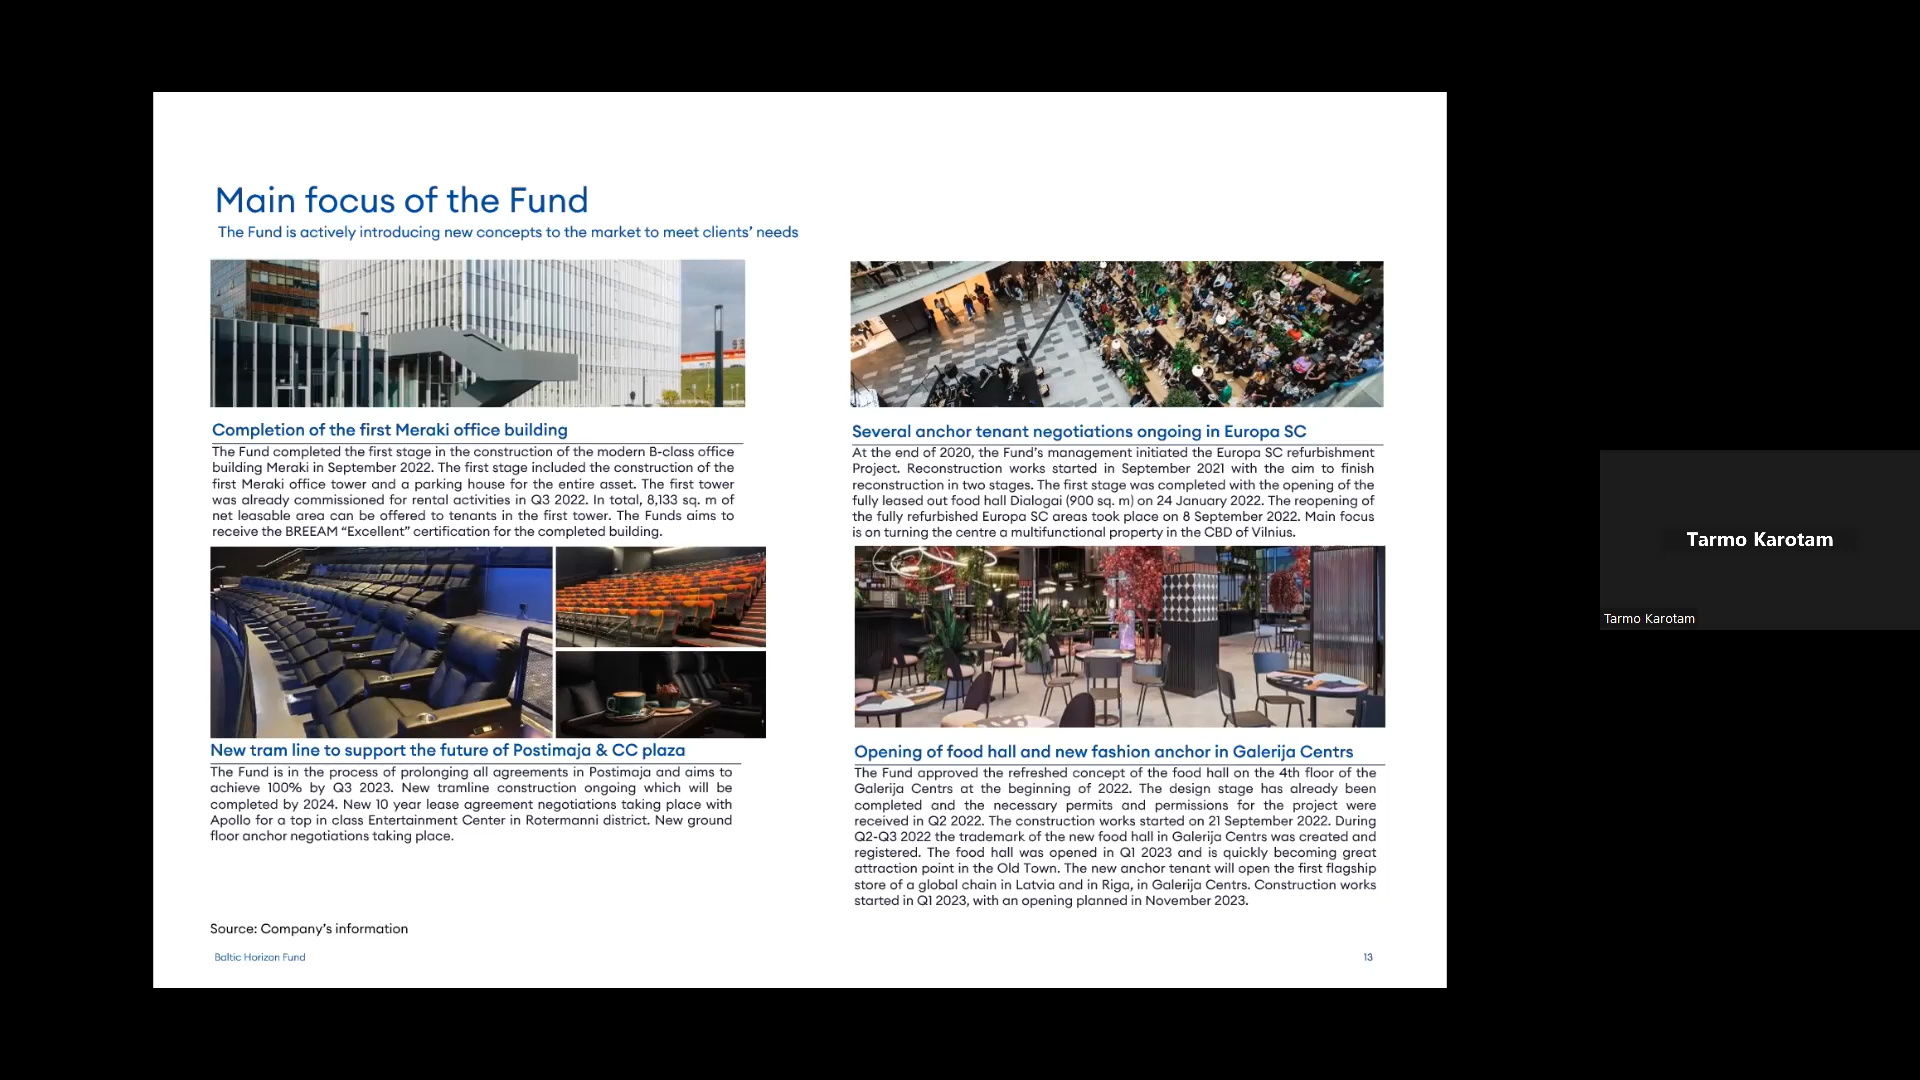 Main focus of the Fund
The Fund is actively introducing new concepts to the market to meet clients’ needs
Completion of the first Meraki office building
The Fund completed the first stage in the construction of the modern B-class office
building Meraki in September 2022. The first stage included the construction of the
first Meraki office tower and a parking house for the entire asset. The first tower
was already commissioned for rental activities in Q3 2022. In total, 8,133 sq. m of
net leasable area can be offered to tenants in the first tower. The Funds aims to
receive the BREEAM “Excellent” certification for the completed building.
Several anchor tenant negotiations ongoing in Europa SC
At the end of 2020, the Fund’s management initiated the Europa SC refurbishment
Project. Reconstruction works started in September 2021 with the aim to finish
reconstruction in two stages. The first stage was completed with the opening of the
fully leased out food hall Dialogai (900 sq. m) on 24 January 2022. The reopening of
the fully refurbished Europa SC areas took place on 8 September 2022. Main focus
is on turning the centre a multifunctional property in the CBD of Vilnius.
New tram line to support the future of Postimaja & CC plaza
The Fund is in the process of prolonging all agreements in Postimaja and aims to
achieve 100% by Q3 2023. New tramline construction ongoing which will be
completed by 2024. New 10 year lease agreement negotiations taking place with
Apollo for a top in class Entertainment Center in Rotermanni district. New ground
floor anchor negotiations taking place.
Opening of food hall and new fashion anchor in Galerija Centrs
The Fund approved the refreshed concept of the food hall on the 4th floor of the
Galerija Centrs at the beginning of 2022. The design stage has already been
completed and the necessary permits and permissions for the project were
received in Q2 2022. The construction works started on 21 September 2022. During
Q2-Q3 2022 the trademark of the new food hall in Galerija Centrs was created and
registered. The food hall was opened in Q1 2023 and is quickly becoming great
attraction point in the Old Town. The new anchor tenant will open the first flagship
store of a global chain in Latvia and in Riga, in Galerija Centrs. Construction works
started in Q1 2023, with an opening planned in November 2023.
Source: Company’s information
Baltic Horizon Fund
13
Tarmo Karotam
Tarmo Karotam